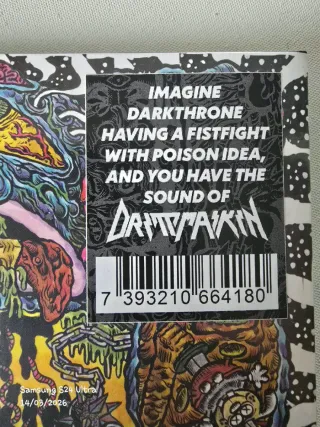 IMAGINE
DARKTHRONE
HAVING A FISTFIGHT
WITH POISON IDEA,
AND YOU HAVE THE
SOUND OF
7 393210 664180
Samsung S24 Ultra
14/03/2026